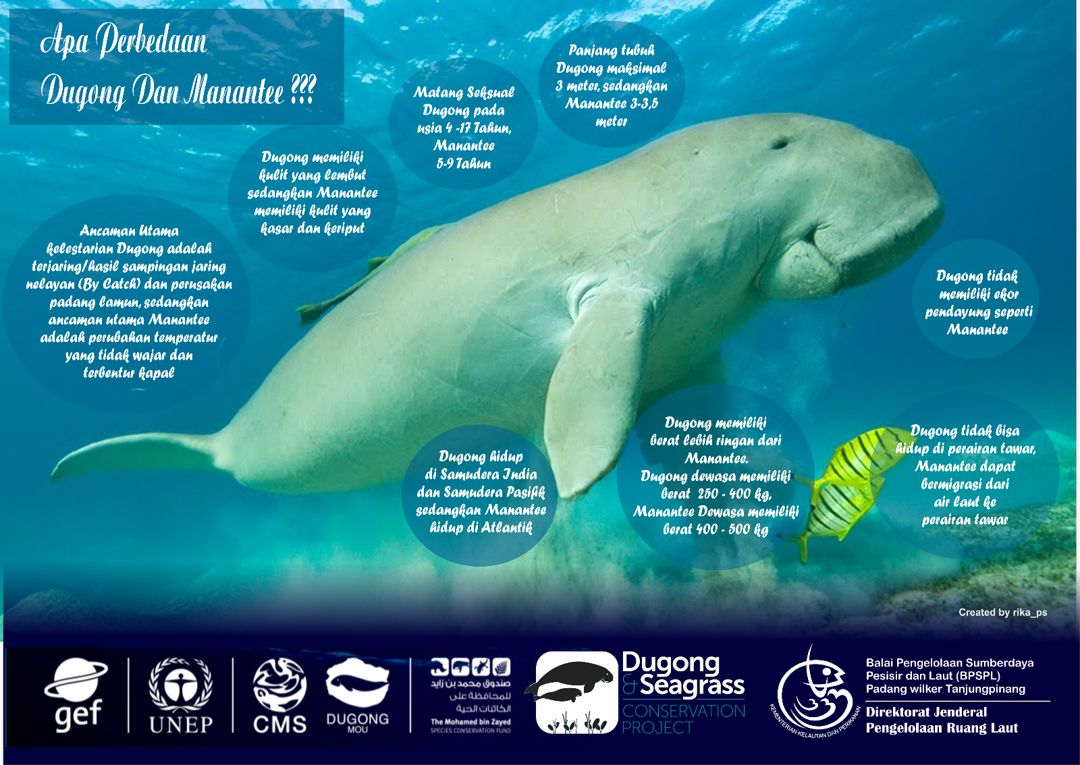 Apa Perbedaan
Dugong Dan Manantee ???
Panjang tubuh
Dugong maksimal
3 meter, sedangkan
Manantee 3-3,5
meter
Matang Seksual
Dugong pada
usia 4 -17 Tahun,
Manantee
5-9 Tahun
Dugong memiliki
kulit yang lembut
sedangkan Manantee
memiliki kulit yang
kasar dan keriput
Ancaman Utama
kelestarian Dugong adalah
terjaring/hasil sampingan jaring
nelayan (By Catch) dan perusakan
padang lamun, sedangkan
ancaman utama Manantee
adalah perubahan temperatur
yang tidak wajar dan
terbentur kapal
Dugong tidak
memiliki ekor
pendayung seperti
Manantee
Dugong hidup
di Samudera India
dan Samudera Pasifik
sedangkan Manantee
hidup di Atlantik
Dugong memiliki
berat lebih ringan dari
Manantee.
Dugong dewasa memiliki
berat 250 - 400 kg,
Manantee Dewasa memiliki
berat 400 - 500 kg
Dugong tidak bisa
hidup di perairan tawar,
Manantee dapat
bermigrasi dari
air laut ke
perairan tawar
Created by rika_ps
gef
UNEP
CMS
DUGONG
MOU
صندوق محمد بن زايد
للمحافظة على
الكائنات الحية
The Mohamed bin Zayed
SPECIES CONSERVATION FUND
Dugong
& Seagrass
CONSERVATION
PROJECT
KEMENTERIAN KELAUTAN DAN PERIKANAN
Balai Pengelolaan Sumberdaya
Pesisir dan Laut (BPSPL)
Padang wilker Tanjungpinang
Direktorat Jenderal
Pengelolaan Ruang Laut